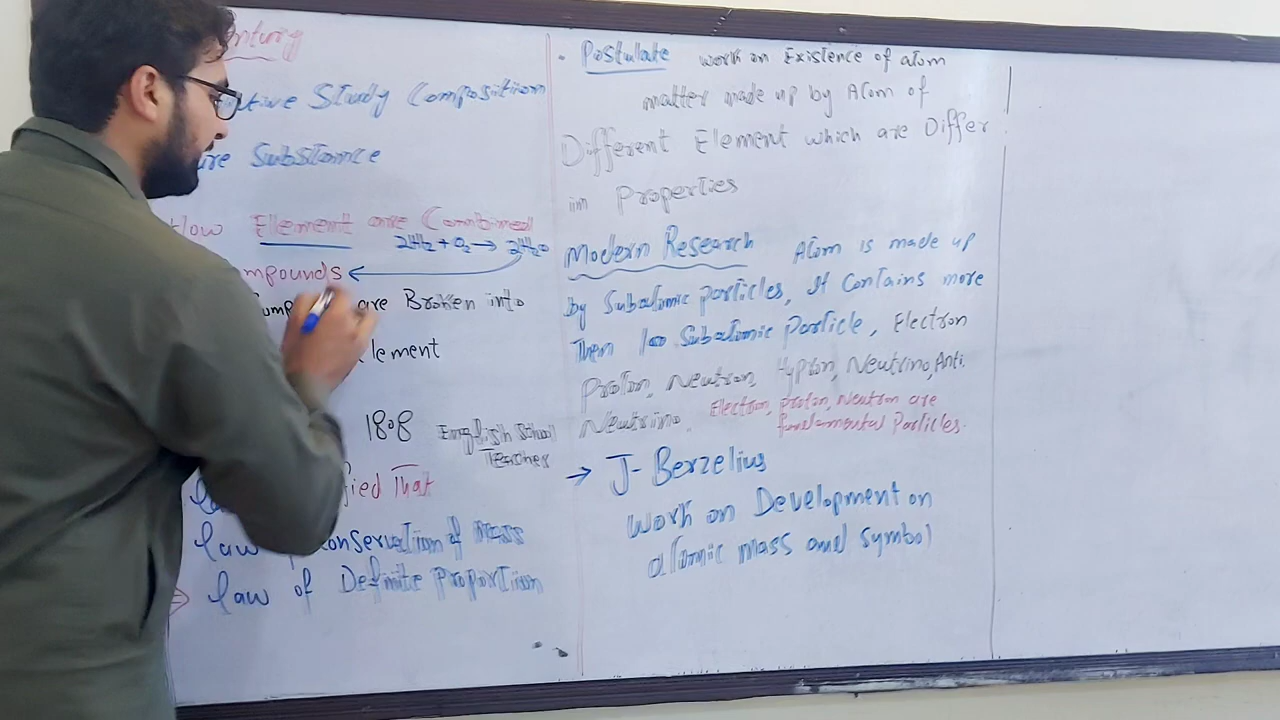 Study Composition
Substance
How Element are Combined
2H2 + O2 → 2H2O
mpounds
are Broken into
lement
1808 English School
Teacher
fied That
law Conservation of Mass
law of Definite Proportion
. Postulate work on Existence of atom
matter made up by Atom of
Different Element which are Differ
in Properties
Modern Research Atom is made up
by Subatomic particles, It Contains more
Then 100 Subatomic Particle, Electron
Proton, Neutron, Hypron, Neutrino, Anti.
Neutrino. Electron, proton, Neutron are
fundamental Particles.
→ J- Berzelius
work on Development on
atomic mass and symbol